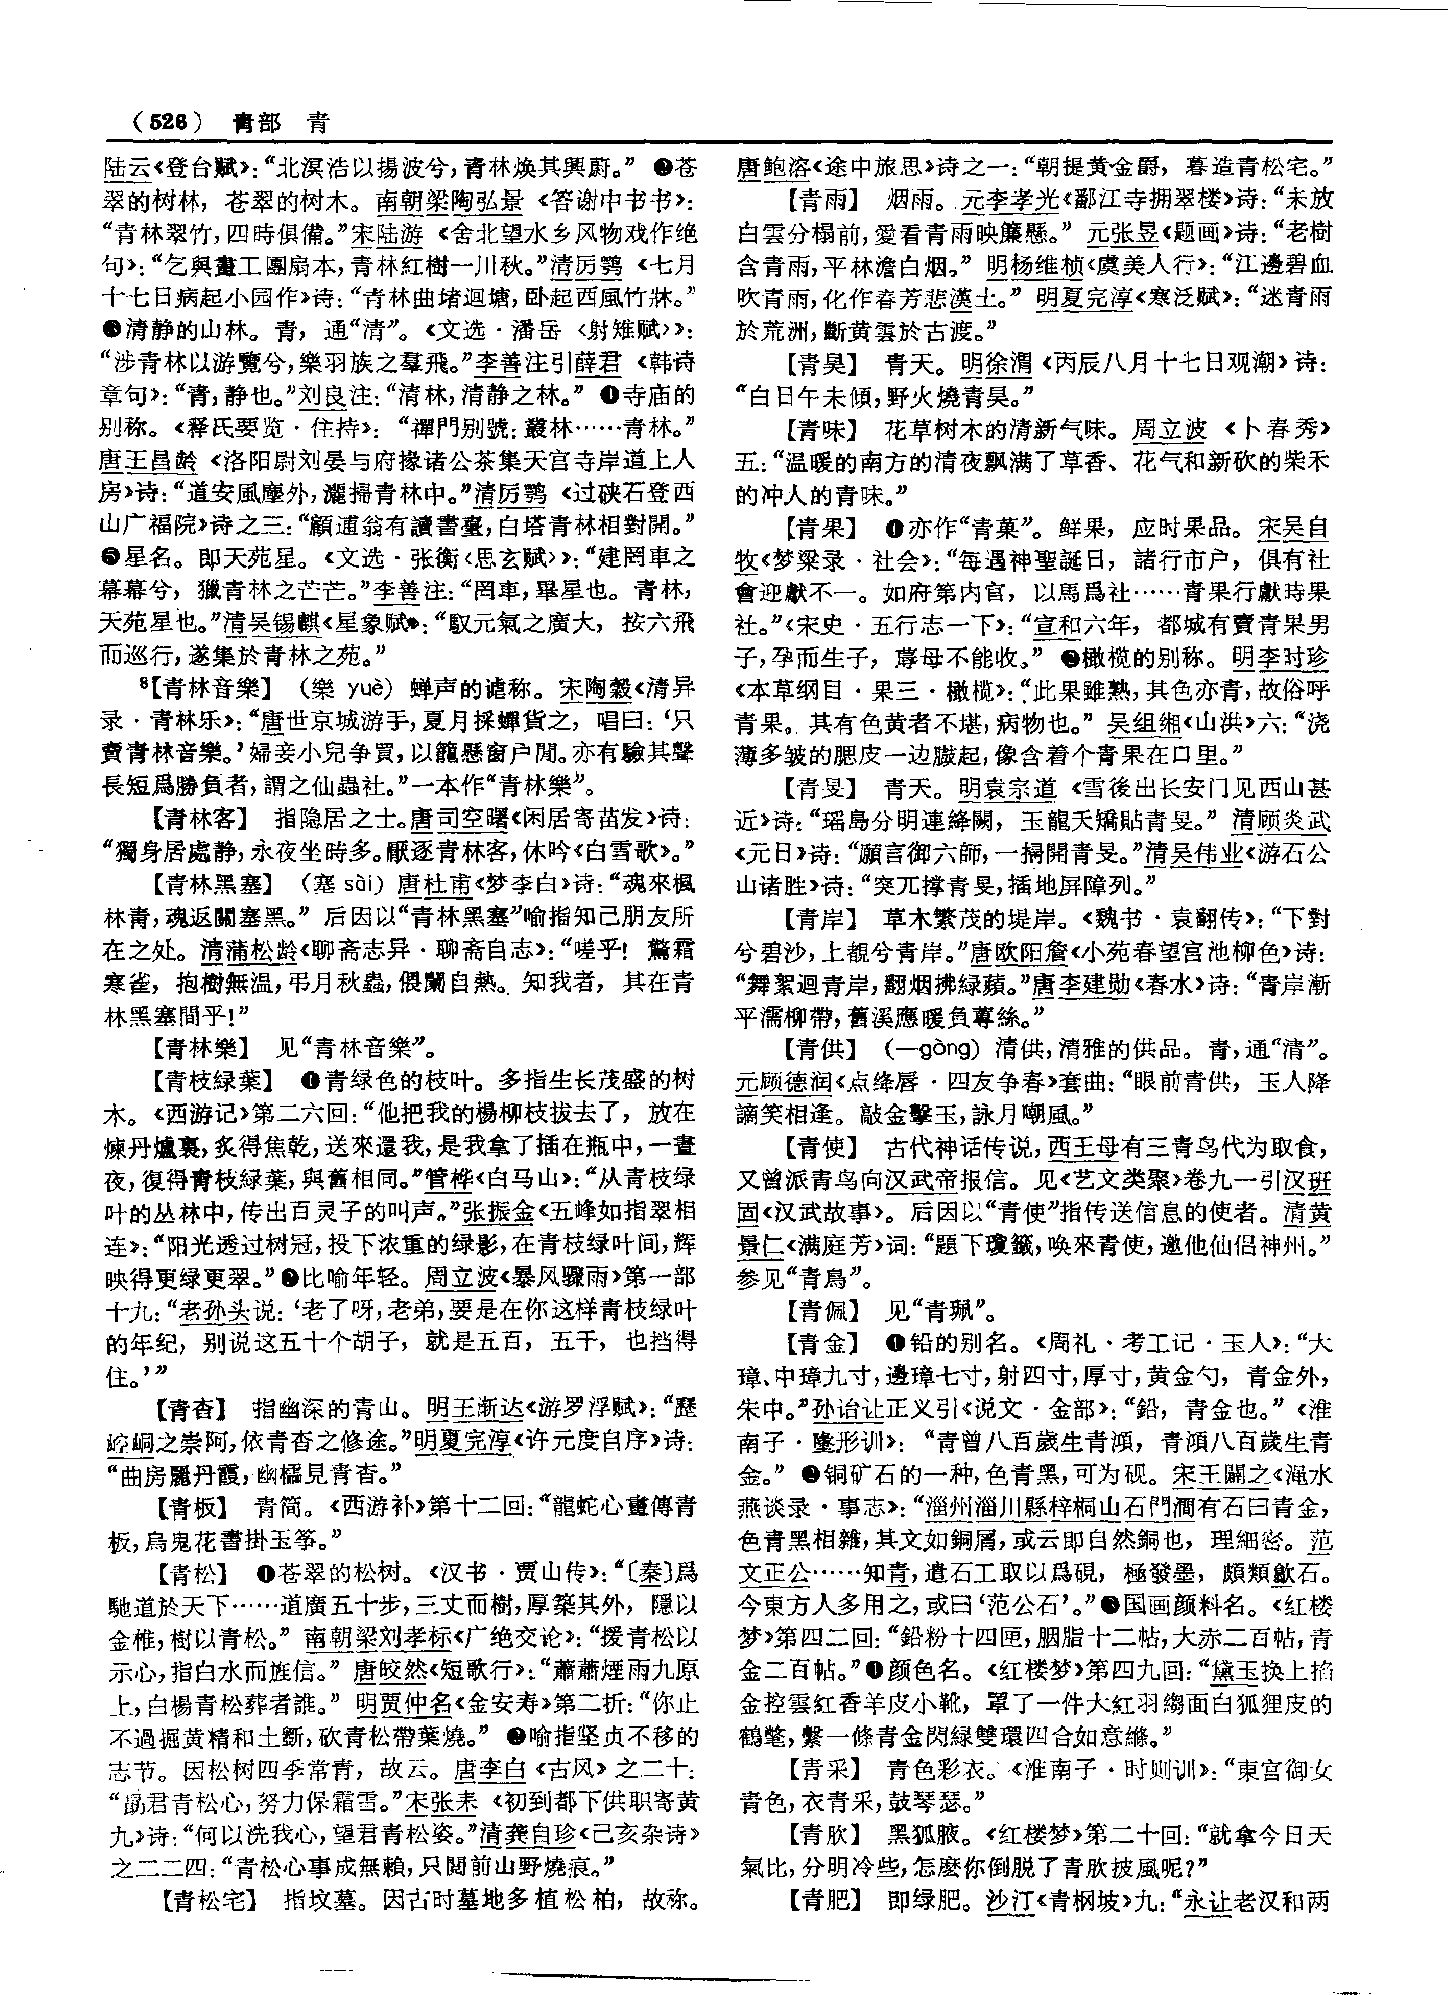 （526） 青部 青
陆云《登台赋》：“北溟浩以揚波兮，青林焕其興蔚。” ❷苍
翠的树林，苍翠的树木。南朝梁陶弘景《答谢中书书》：
“青林翠竹，四時俱備。”宋陆游《舍北望水乡风物戏作绝
句》：“乞與畫工團扇本，青林紅樹一川秋。”清厉鹗《七月
十七日病起小园作》诗：“青林曲堵迴塘，卧起西風竹牀。”
❸清静的山林。青，通“清”。《文选·潘岳〈射雉赋〉》：
“涉青林以游覽兮，樂羽族之羣飛。”李善注引薛君《韩诗
章句》：“青，静也。”刘良注：“清林，清静之林。” ❹寺庙的
别称。《释氏要览·住持》：“禪門别號：叢林……青林。”
唐王昌龄《洛阳尉刘晏与府掾诸公茶集天宫寺岸道上人
房》诗：“道安風塵外，灑掃青林中。”清厉鹗《过硖石登西
山广福院》诗之三：“顧逋翁有讀書臺，白塔青林相對開。”
❺星名。即天苑星。《文选·张衡〈思玄赋〉》：“建罔車之
幕幕兮，獵青林之芒芒。”李善注：“罔車，畢星也。青林，
天苑星也。”清吴锡麒《星象赋》：“馭元氣之廣大，按六飛
而巡行，遂集於青林之苑。”
⁸【青林音樂】（樂 yuè）蝉声的谑称。宋陶穀《清异
录·青林乐》：“唐世京城游手，夏月採蟬貨之，唱曰：‘只
賣青林音樂。’婦妾小兒争買，以籠懸窗户間。亦有驗其聲
長短爲勝負者，謂之仙蟲社。”一本作“青林樂”。
【青林客】 指隐居之士。唐司空曙《闲居寄苗发》诗：
“獨身居處静，永夜坐時多。厭逐青林客，休吟《白雪歌》。”
【青林黑塞】（塞 sài）唐杜甫《梦李白》诗：“魂來楓
林青，魂返關塞黑。”后因以“青林黑塞”喻指知己朋友所
在之处。清蒲松龄《聊斋志异·聊斋自志》：“嗟乎！驚霜
寒雀，抱樹無温，弔月秋蟲，偎闌自熱。知我者，其在青
林黑塞間乎！”
【青林樂】 见“青林音樂”。
【青枝緑葉】 ❶青绿色的枝叶。多指生长茂盛的树
木。《西游记》第二六回：“他把我的楊柳枝拔去了，放在
煉丹爐裏，炙得焦乾，送來還我，是我拿了插在瓶中，一晝
夜，復得青枝緑葉，與舊相同。”管桦《白马山》：“从青枝绿
叶的丛林中，传出百灵子的叫声。”张振金《五峰如指翠相
连》：“阳光透过树冠，投下浓重的绿影，在青枝绿叶间，辉
映得更绿更翠。”❷比喻年轻。周立波《暴风骤雨》第一部
十九：“老孙头说：‘老了呀，老弟，要是在你这样青枝绿叶
的年纪，别说这五十个胡子，就是五百，五千，也挡得
住。’”
【青杳】 指幽深的青山。明王渐达《游罗浮赋》：“歷
崆峒之崇阿，依青杳之修途。”明夏完淳《许元度自序》诗：
“曲房麗丹霞，幽櫺見青杳。”
【青板】 青简。《西游补》第十二回：“龍蛇心畫傳青
板，烏鬼花書掛玉筝。”
【青松】 ❶苍翠的松树。《汉书·贾山传》：“〔秦〕爲
馳道於天下……道廣五十步，三丈而樹，厚築其外，隱以
金椎，樹以青松。”南朝梁刘孝标《广绝交论》：“援青松以
示心，指白水而旌信。”唐皎然《短歌行》：“蕭蕭煙雨九原
上，白楊青松葬者誰。”明贾仲名《金安寿》第二折：“你止
不過掘黄精和土斷，砍青松帶葉燒。” ❷喻指坚贞不移的
志节。因松树四季常青，故云。唐李白《古风》之二十：
“勗君青松心，努力保霜雪。”宋张耒《初到都下供职寄黄
九》诗：“何以洗我心，望君青松姿。”清龚自珍《己亥杂诗》
之二二四：“青松心事成無賴，只閲前山野燒痕。”
【青松宅】 指坟墓。因古时墓地多植松柏，故称。
唐鲍溶《途中旅思》诗之一：“朝提黄金爵，暮造青松宅。”
【青雨】 烟雨。元李孝光《鄱江寺拥翠楼》诗：“未放
白雲分榻前，愛看青雨映簾懸。”元张昱《题画》诗：“老樹
含青雨，平林澹白烟。”明杨维桢《虞美人行》：“江邊碧血
吹青雨，化作春芳悲漢土。”明夏完淳《寒泛赋》：“迷青雨
於荒洲，斷黄雲於古渡。”
【青昊】 青天。明徐渭《丙辰八月十七日观潮》诗：
“白日午未傾，野火燒青昊。”
【青味】 花草树木的清新气味。周立波《卜春秀》
五：“温暖的南方的清夜飘满了草香、花气和新砍的柴禾
的冲人的青味。”
【青果】 ❶亦作“青菓”。鲜果，应时果品。宋吴自
牧《梦粱录·社会》：“每遇神聖誕日，諸行市户，俱有社
會迎獻不一。如府第内官，以馬爲社……青果行獻時果
社。”《宋史·五行志一下》：“宣和六年，都城有賣青果男
子，孕而生子，蓐母不能收。” ❷橄榄的别称。明李时珍
《本草纲目·果三·橄榄》：“此果雖熟，其色亦青，故俗呼
青果。其有色黄者不堪，病物也。”吴组缃《山洪》六：“浇
薄多皱的腮皮一边臌起，像含着个青果在口里。”
【青旻】 青天。明袁宗道《雪後出长安门见西山甚
近》诗：“瑶島分明連絳闕，玉龍夭矯貼青旻。”清顾炎武
《元日》诗：“願言御六師，一掃開青旻。”清吴伟业《游石公
山诸胜》诗：“突兀撑青旻，插地屏障列。”
【青岸】 草木繁茂的堤岸。《魏书·袁翻传》：“下對
兮碧沙，上覩兮青岸。”唐欧阳詹《小苑春望宫池柳色》诗：
“舞絮迴青岸，翻烟拂緑蘋。”唐李建勋《春水》诗：“青岸漸
平濡柳帶，舊溪應暖負蓴絲。”
【青供】（—gòng）清供，清雅的供品。青，通“清”。
元顾德润《点绛唇·四友争春》套曲：“眼前青供，玉人降
謫笑相逢。敲金擊玉，詠月嘲風。”
【青使】 古代神话传说，西王母有三青鸟代为取食，
又曾派青鸟向汉武帝报信。见《艺文类聚》卷九一引汉班
固《汉武故事》。后因以“青使”指传送信息的使者。清黄
景仁《满庭芳》词：“題下瓊籤，唤來青使，邀他仙侣神州。”
参见“青鳥”。
【青佩】 见“青珮”。
【青金】 ❶铅的别名。《周礼·考工记·玉人》：“大
璋、中璋九寸，邊璋七寸，射四寸，厚寸，黄金勺，青金外，
朱中。”孙诒让正义引《说文·金部》：“鉛，青金也。”《淮
南子·墬形训》：“青曾八百歲生青澒，青澒八百歲生青
金。” ❷铜矿石的一种，色青黑，可为砚。宋王闢之《渑水
燕谈录·事志》：“淄州淄川縣梓桐山石門澗有石曰青金，
色青黑相雜，其文如銅屑，或云即自然銅也，理細密。范
文正公……知青，遣石工取以爲硯，極發墨，頗類歙石。
今東方人多用之，或曰‘范公石’。”❸国画颜料名。《红楼
梦》第四二回：“鉛粉十四匣，胭脂十二帖，大赤二百帖，青
金二百帖。”❹颜色名。《红楼梦》第四九回：“黛玉换上掐
金挖雲紅香羊皮小靴，罩了一件大紅羽縐面白狐狸皮的
鶴氅，繫一條青金閃緑雙環四合如意縧。”
【青采】 青色彩衣。《淮南子·时则训》：“東宫御女
青色，衣青采，鼓琴瑟。”
【青肷】 黑狐腋。《红楼梦》第二十回：“就拿今日天
氣比，分明冷些，怎麽你倒脱了青肷披風呢？”
【青肥】 即绿肥。沙汀《青棡坡》九：“永让老汉和两